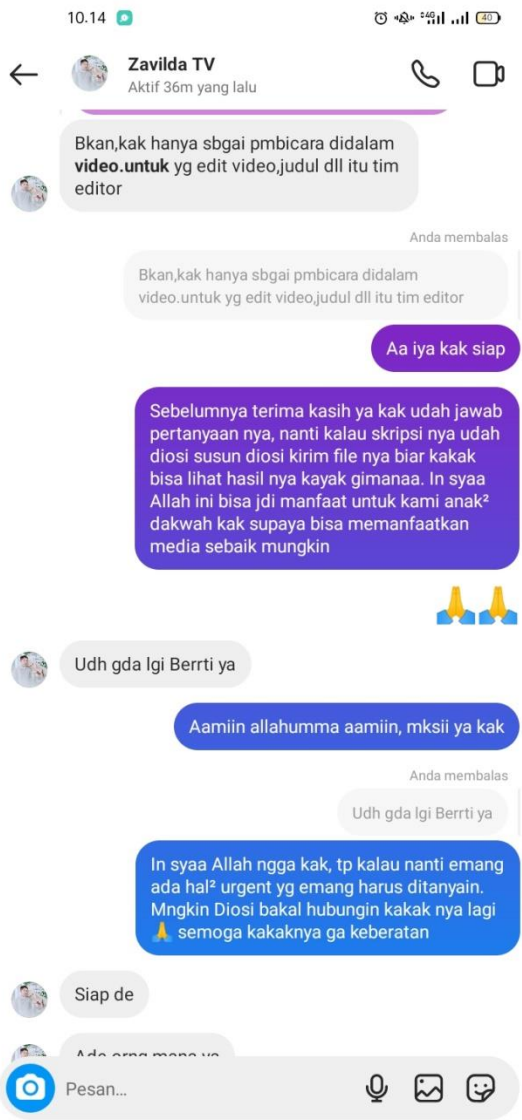 10.14
40
Zavilda TV
Aktif 36m yang lalu
Bkan,kak hanya sbgai pmbicara didalam
video.untuk yg edit video,judul dll itu tim
editor
Anda membalas
Bkan,kak hanya sbgai pmbicara didalam
video.untuk yg edit video,judul dll itu tim editor
Aa iya kak siap
Sebelumnya terima kasih ya kak udah jawab
pertanyaan nya, nanti kalau skripsi nya udah
diosi susun diosi kirim file nya biar kakak
bisa lihat hasil nya kayak gimanaa. In syaa
Allah ini bisa jdi manfaat untuk kami anak²
dakwah kak supaya bisa memanfaatkan
media sebaik mungkin
🙏🙏
Udh gda lgi Berrti ya
Aamiin allahumma aamiin, mksii ya kak
Anda membalas
Udh gda lgi Berrti ya
In syaa Allah ngga kak, tp kalau nanti emang
ada hal² urgent yg emang harus ditanyain.
Mngkin Diosi bakal hubungin kakak nya lagi
🙏 semoga kakaknya ga keberatan
Siap de
Ade orng mana ya
Pesan...